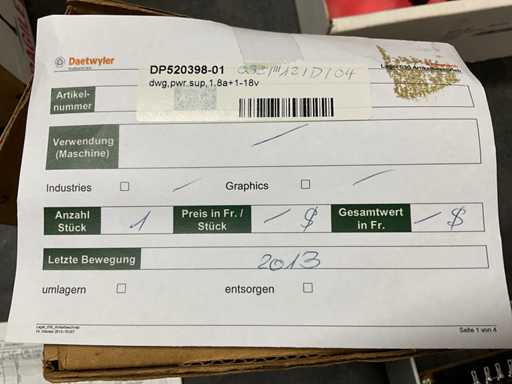 Daetwyler
DP520398-01
dwg,pwr.sup,1.8a+1-18v
Artikel-
nummer
Verwendung
(Maschine)
—
Industries — Graphics —
Anzahl
Stück
1
Preis in Fr. /
Stück
- $
Gesamtwert
in Fr.
- $
Letzte Bewegung 2013
umlagern entsorgen
Seite 1 von 4